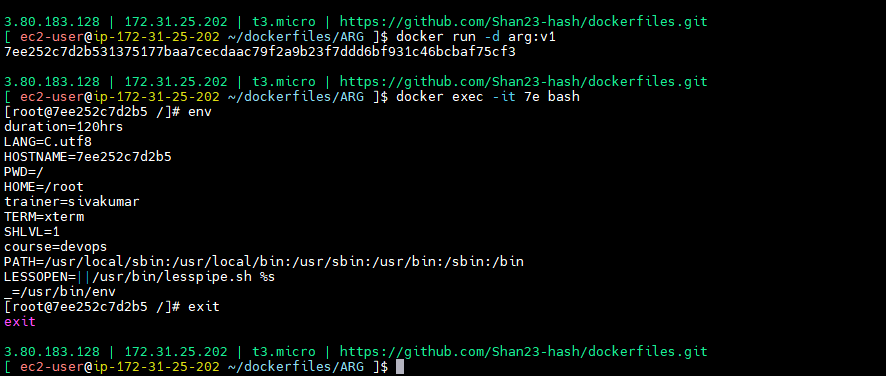 3.80.183.128 | 172.31.25.202 | t3.micro | https://github.com/Shan23-hash/dockerfiles.git
[ ec2-user@ip-172-31-25-202 ~/dockerfiles/ARG ]$ docker run -d arg:v1
7ee252c7d2b531375177baa7cecdaac79f2a9b23f7ddd6bf931c46bcbaf75cf3
3.80.183.128 | 172.31.25.202 | t3.micro | https://github.com/Shan23-hash/dockerfiles.git
[ ec2-user@ip-172-31-25-202 ~/dockerfiles/ARG ]$ docker exec -it 7e bash
[root@7ee252c7d2b5 /]# env
duration=120hrs
LANG=C.utf8
HOSTNAME=7ee252c7d2b5
PWD=/
HOME=/root
trainer=sivakumar
TERM=xterm
SHLVL=1
course=devops
PATH=/usr/local/sbin:/usr/local/bin:/usr/sbin:/usr/bin:/sbin:/bin
LESSOPEN=||/usr/bin/lesspipe.sh %s
_=/usr/bin/env
[root@7ee252c7d2b5 /]# exit
exit
3.80.183.128 | 172.31.25.202 | t3.micro | https://github.com/Shan23-hash/dockerfiles.git
[ ec2-user@ip-172-31-25-202 ~/dockerfiles/ARG ]$